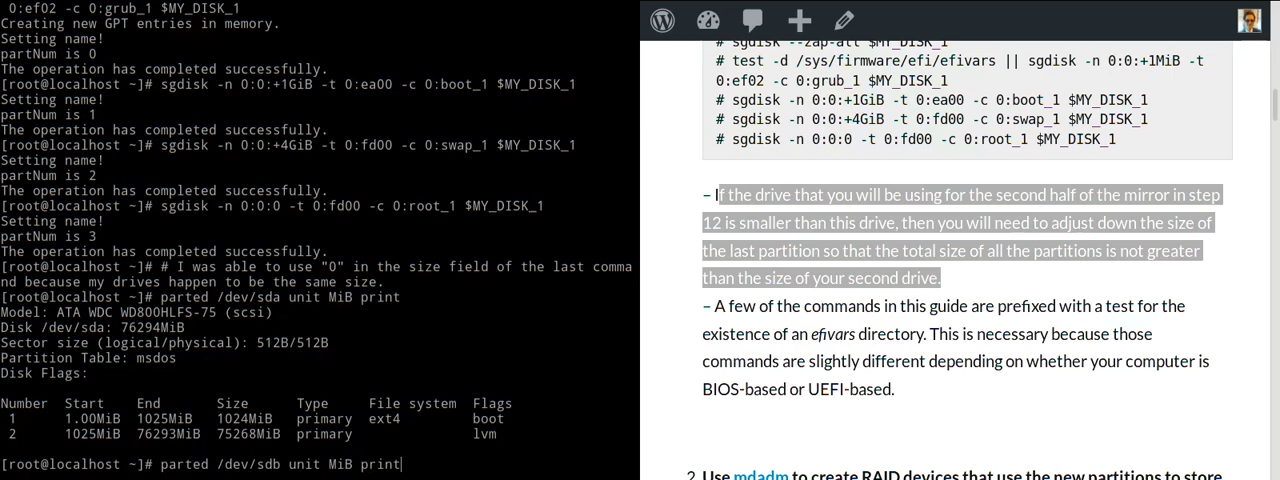 0:ef02 -c 0:grub_1 $MY_DISK_1
Creating new GPT entries in memory.
Setting name!
partNum is 0
The operation has completed successfully.
[root@localhost ~]# sgdisk -n 0:0:+1GiB -t 0:ea00 -c 0:boot_1 $MY_DISK_1
Setting name!
partNum is 1
The operation has completed successfully.
[root@localhost ~]# sgdisk -n 0:0:+4GiB -t 0:fd00 -c 0:swap_1 $MY_DISK_1
Setting name!
partNum is 2
The operation has completed successfully.
[root@localhost ~]# sgdisk -n 0:0:0 -t 0:fd00 -c 0:root_1 $MY_DISK_1
Setting name!
partNum is 3
The operation has completed successfully.
[root@localhost ~]# # I was able to use "0" in the size field of the last comma
nd because my drives happen to be the same size.
[root@localhost ~]# parted /dev/sda unit MiB print
Model: ATA WDC WD800HLFS-75 (scsi)
Disk /dev/sda: 76294MiB
Sector size (logical/physical): 512B/512B
Partition Table: msdos
Disk Flags:
Number Start End Size Type File system Flags
1 1.00MiB 1025MiB 1024MiB primary ext4 boot
2 1025MiB 76293MiB 75268MiB primary lvm
[root@localhost ~]# parted /dev/sdb unit MiB print
# sgdisk --zap-all $MY_DISK_1
# test -d /sys/firmware/efi/efivars || sgdisk -n 0:0:+1MiB -t
0:ef02 -c 0:grub_1 $MY_DISK_1
# sgdisk -n 0:0:+1GiB -t 0:ea00 -c 0:boot_1 $MY_DISK_1
# sgdisk -n 0:0:+4GiB -t 0:fd00 -c 0:swap_1 $MY_DISK_1
# sgdisk -n 0:0:0 -t 0:fd00 -c 0:root_1 $MY_DISK_1
– If the drive that you will be using for the second half of the mirror in step
12 is smaller than this drive, then you will need to adjust down the size of
the last partition so that the total size of all the partitions is not greater
than the size of your second drive.
– A few of the commands in this guide are prefixed with a test for the
existence of an efivars directory. This is necessary because those
commands are slightly different depending on whether your computer is
BIOS-based or UEFI-based.
2. Use mdadm to create RAID devices that use the new partitions to store